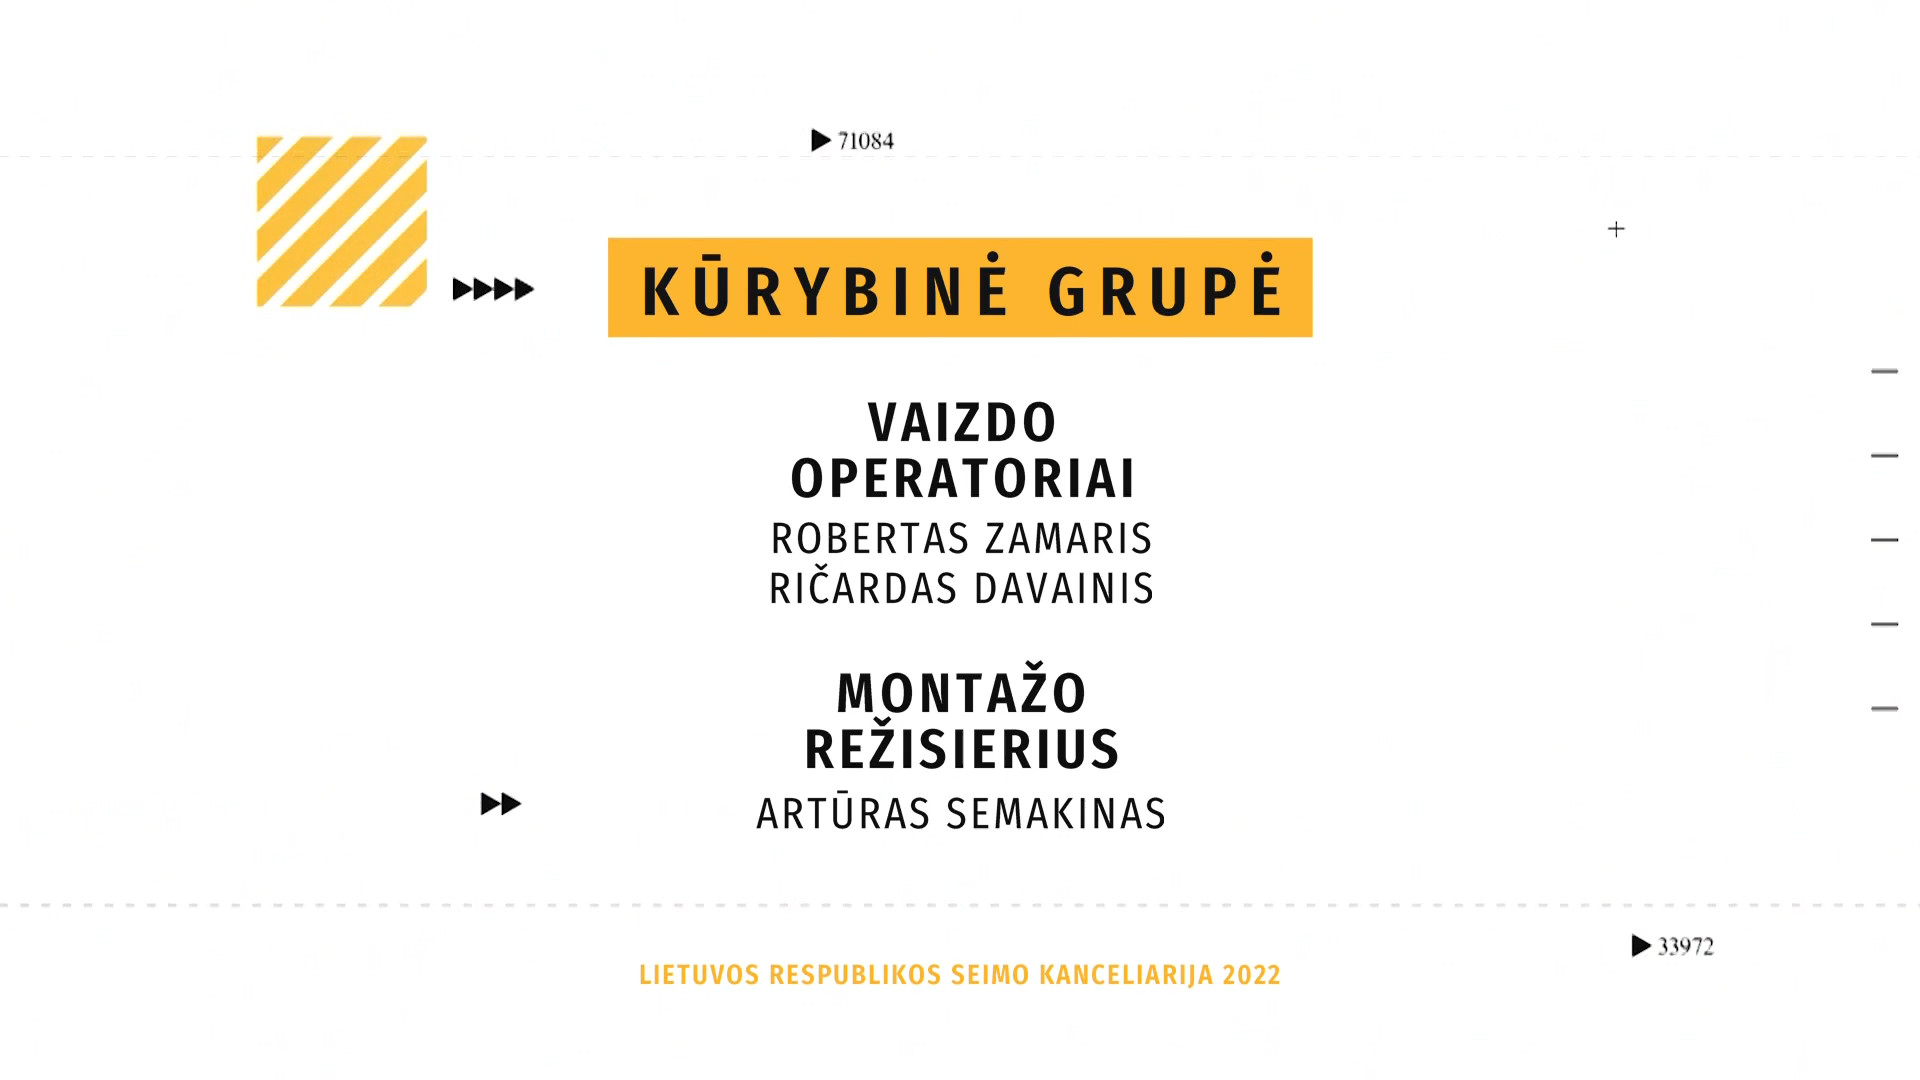 71084
KŪRYBINĖ GRUPĖ
VAIZDO
OPERATORIAI
ROBERTAS ZAMARIS
RIČARDAS DAVAINIS
MONTAŽO
REŽISIERIUS
ARTŪRAS SEMAKINAS
33972
LIETUVOS RESPUBLIKOS SEIMO KANCELIARIJA 2022